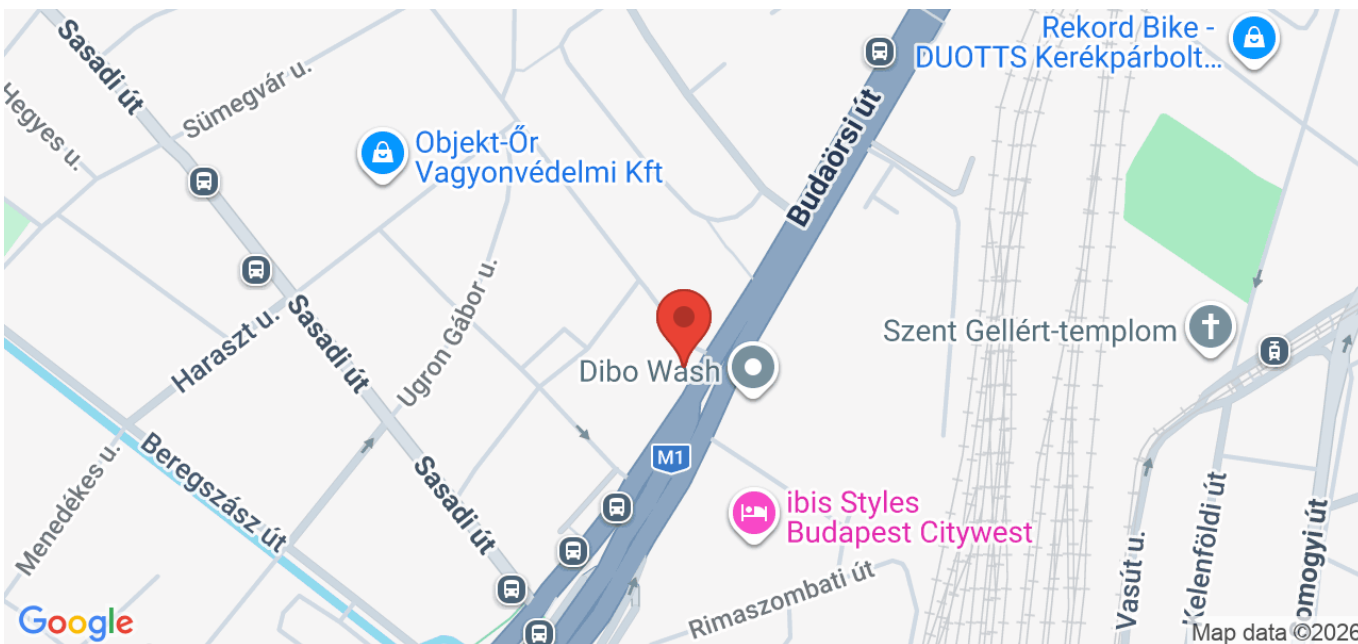 Rekord Bike -
DUOTTS Kerékpárbolt...
Sasadi út
Sümegvár u.
Hegyes u.
Objekt-Őr
Vagyonvédelmi Kft
Budaörsi út
Ugron Gábor u.
Haraszt u.
Sasadi út
Szent Gellért-templom
Dibo Wash
Menedékes u.
Beregszász út
Sasadi út
M1
ibis Styles
Budapest Citywest
Rimaszombati út
Vasút u.
Kelenföldi út
omogyi út
Google
Map data ©2026